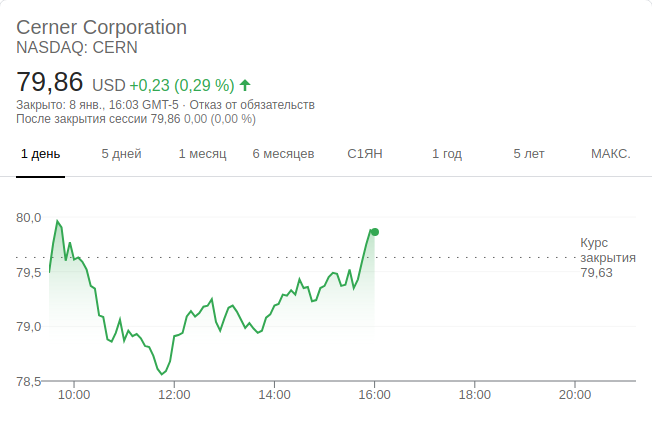 Cerner Corporation
NASDAQ: CERN
79,86 USD +0,23 (0,29 %)
Закрыто: 8 янв., 16:03 GMT-5 · Отказ от обязательств
После закрытия сессии 79,86 0,00 (0,00 %)
1 день 5 дней 1 месяц 6 месяцев С1ЯН 1 год 5 лет МАКС.
80,0
Курс
закрытия
79,63
79,5
79,0
78,5
10:00 12:00 14:00 16:00 18:00 20:00